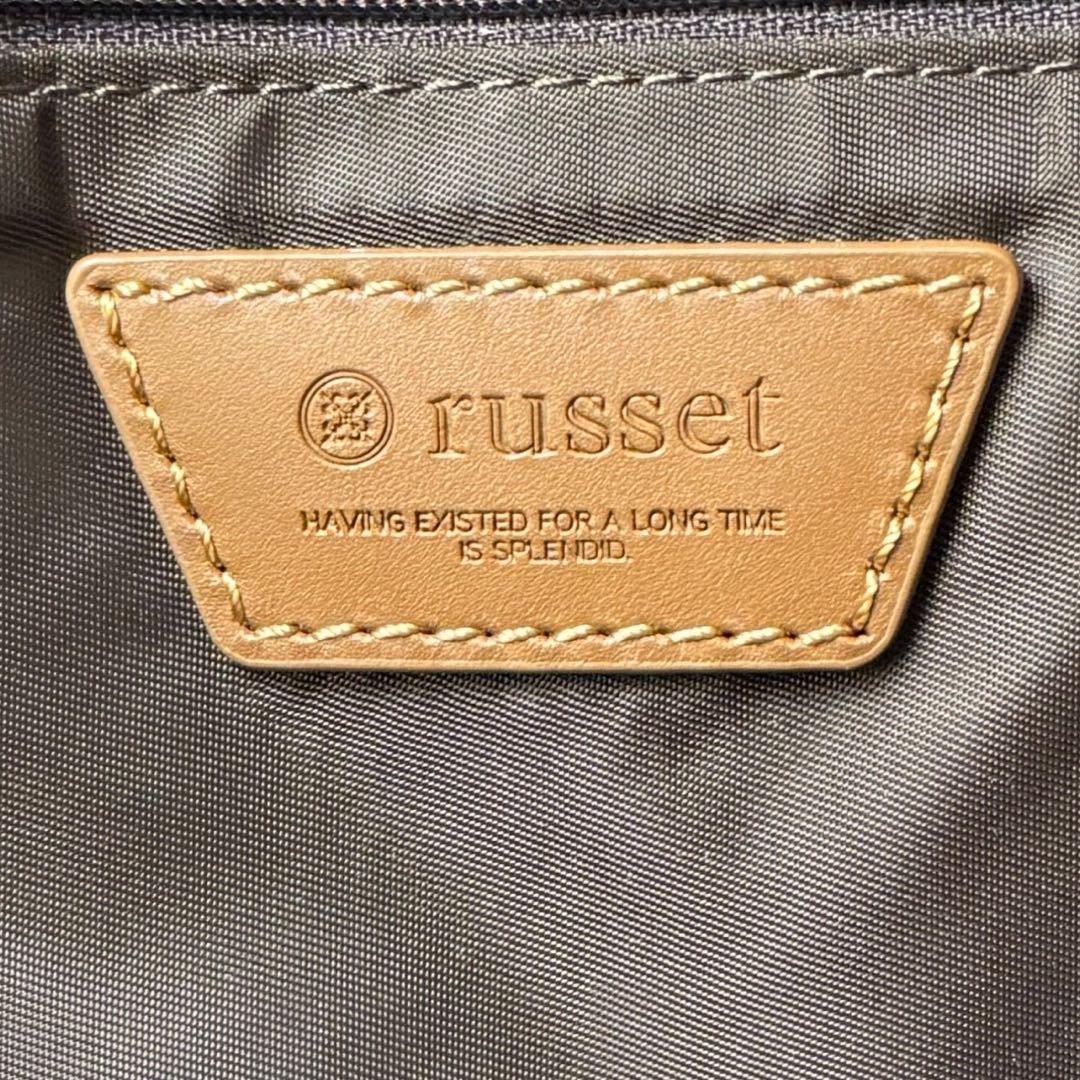 russet
HAVING EXISTED FOR A LONG TIME
IS SPLENDID.